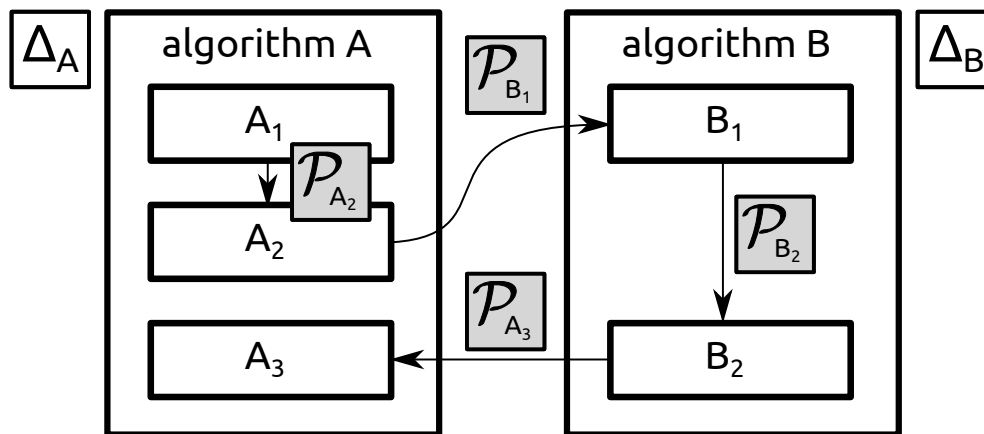 Δ_A
algorithm A
A₁
𝒫_A₂
A₂
A₃
𝒫_B₁
𝒫_A₃
algorithm B
B₁
𝒫_B₂
B₂
Δ_B